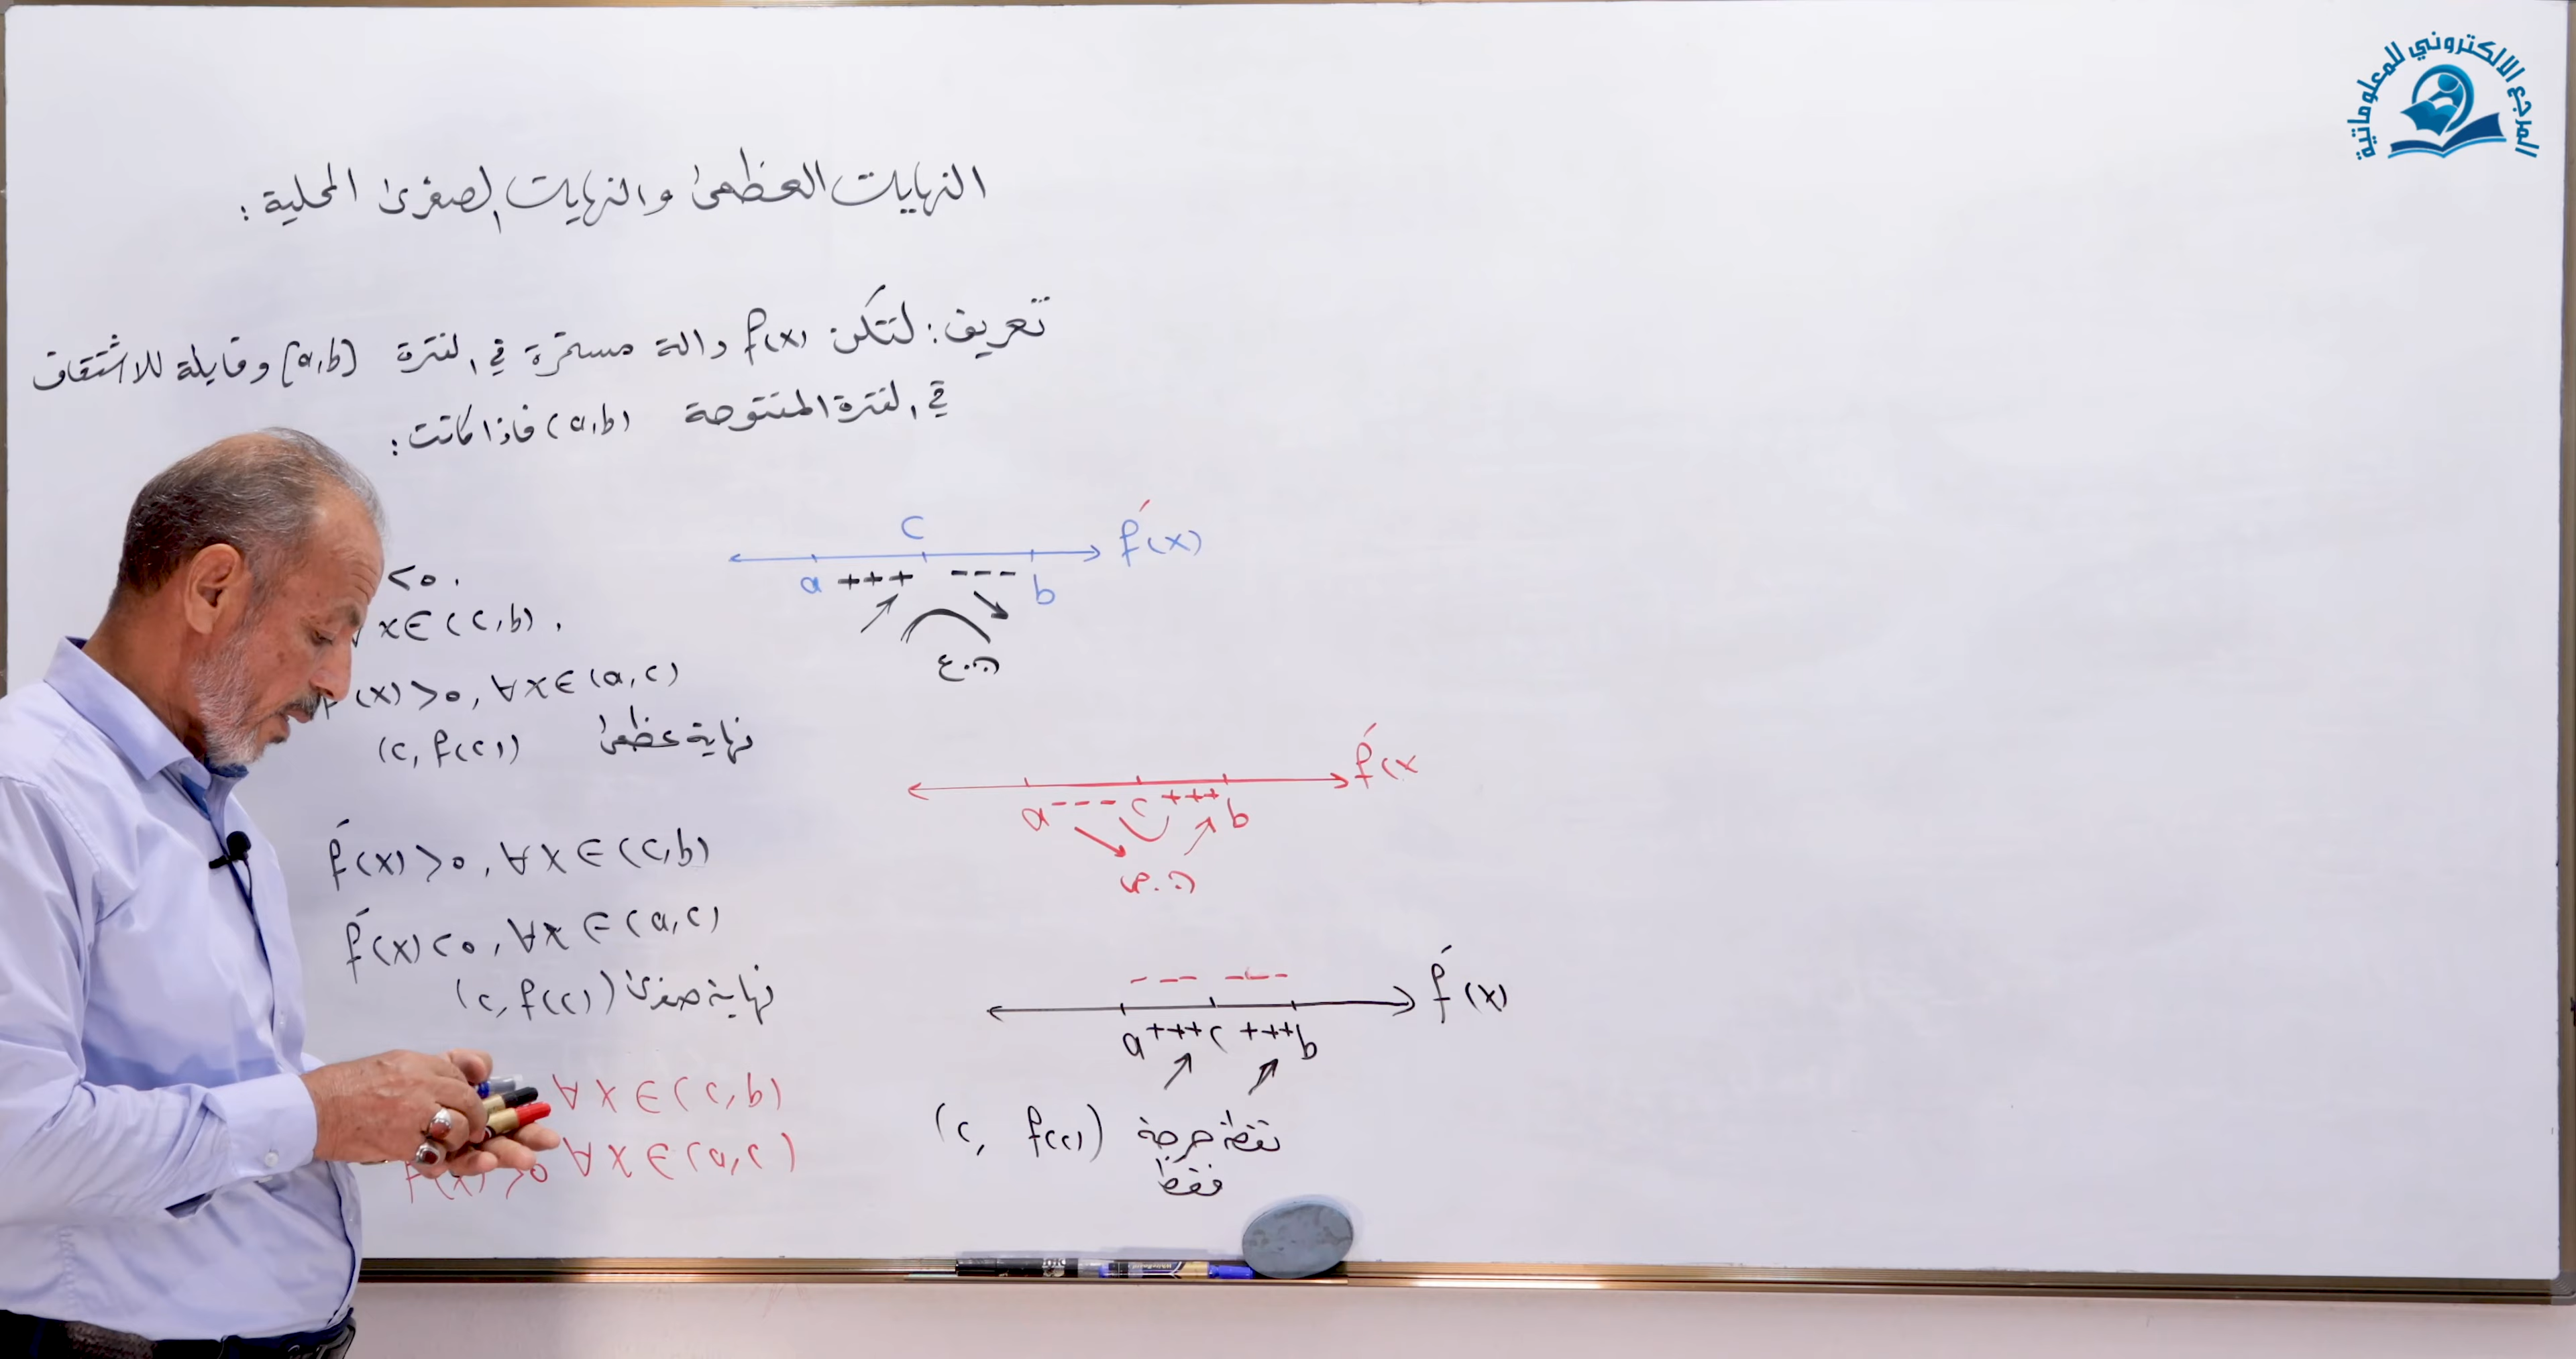 المرجع الالكتروني للمعلوماتية
النهايات العظمى والنهايات الصغرى المحلية :
تعريف : لتكن f(x) دالة مستمرة في الفترة [a,b] وقابلة للاشتقاق
في الفترة المفتوحة (a,b) فاذا كانت :
<0 .
x∈(c,b) .
(x)>0, ∀x∈(a,c)
(c, f(c)) نهاية عظمى
f́(x)>0, ∀x∈(c,b)
f́(x)<0, ∀x∈(a,c)
(c, f(c)) نهاية صغرى
∀x∈(c,b)
∀x∈(a,c)
c
f́(x)
a +++ --- b
ن.ع
f́(x
a --- c +++ b
ن.ص
--- ---
f́(x)
a +++ c +++ b
(c, f(c)) نقطة حرجة
فقط